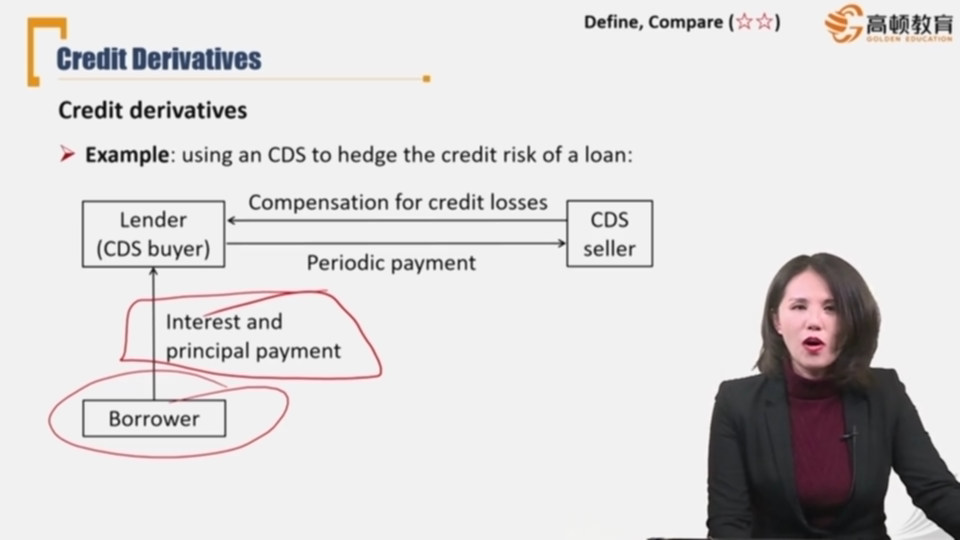 Define, Compare (☆☆)
高顿教育
GOLDEN EDUCATION
Credit Derivatives
Credit derivatives
Example: using an CDS to hedge the credit risk of a loan:
Compensation for credit losses
Lender
(CDS buyer)
CDS
seller
Periodic payment
Interest and
principal payment
Borrower